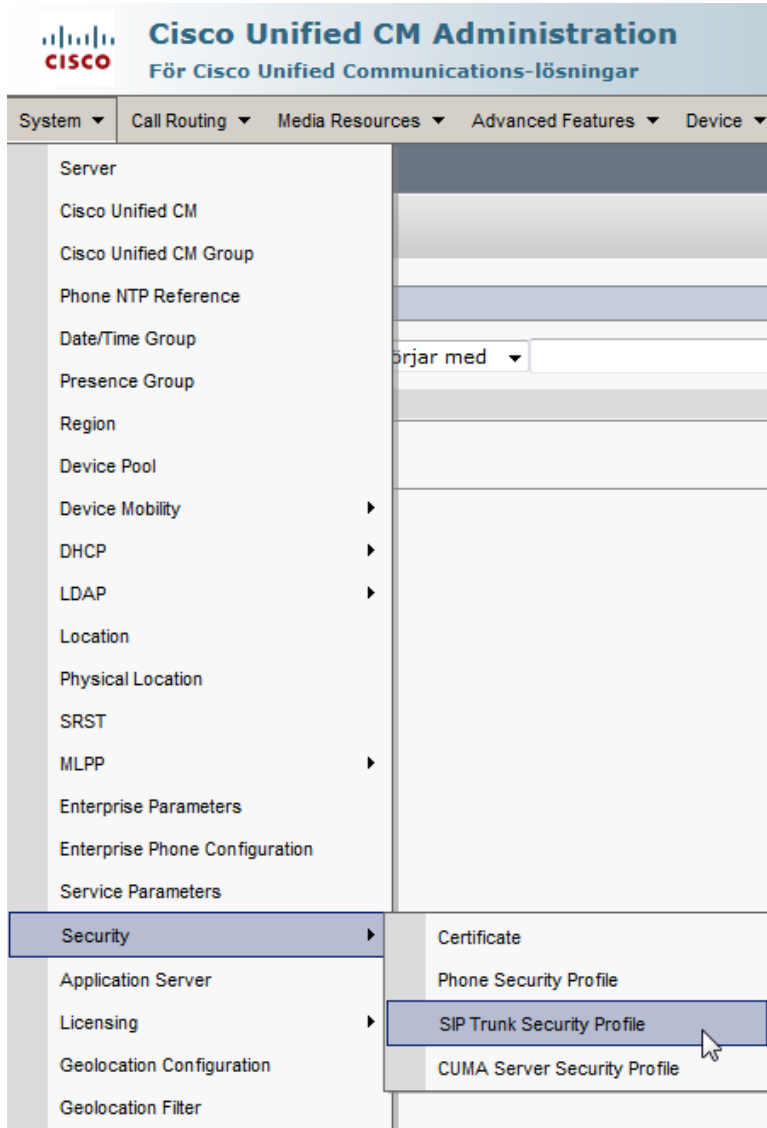 CISCO
Cisco Unified CM Administration
För Cisco Unified Communications-lösningar
System Call Routing Media Resources Advanced Features Device
Server
Cisco Unified CM
Cisco Unified CM Group
Phone NTP Reference
Date/Time Group
örjar med
Presence Group
Region
Device Pool
Device Mobility
DHCP
LDAP
Location
Physical Location
SRST
MLPP
Enterprise Parameters
Enterprise Phone Configuration
Service Parameters
Security
Certificate
Application Server
Phone Security Profile
Licensing
SIP Trunk Security Profile
Geolocation Configuration
CUMA Server Security Profile
Geolocation Filter